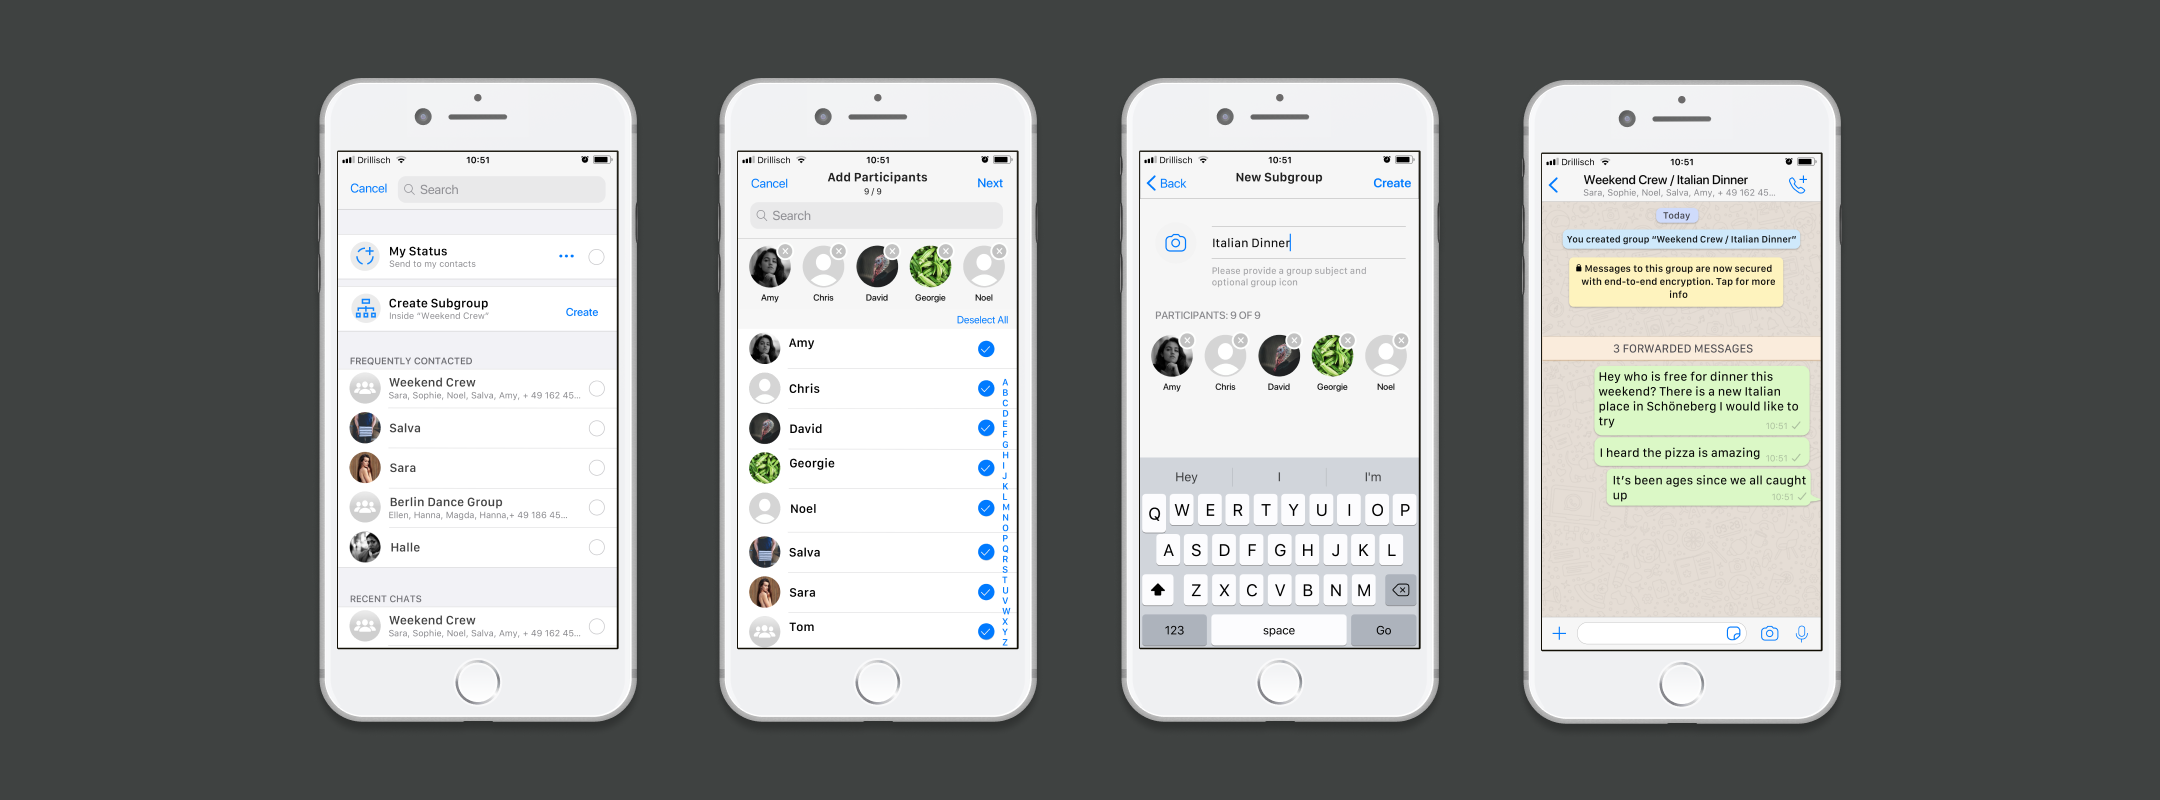 Drillisch 10:51
Cancel Search
My Status
Send to my contacts
Create Subgroup
Inside “Weekend Crew”
Create
FREQUENTLY CONTACTED
Weekend Crew
Sara, Sophie, Noel, Salva, Amy, + 49 162 45...
Salva
Sara
Berlin Dance Group
Ellen, Hanna, Magda, Hanna,+ 49 186 45...
Halle
RECENT CHATS
Weekend Crew
Sara, Sophie, Noel, Salva, Amy, + 49 162 45...
Drillisch 10:51
Cancel Add Participants Next
9 / 9
Search
Amy Chris David Georgie Noel
Deselect All
Amy
Chris
David
Georgie
Noel
Salva
Sara
Tom
A
B
C
D
E
F
G
H
I
J
K
L
M
N
O
P
Q
R
S
T
U
V
W
X
Y
Z
Drillisch 10:51
Back New Subgroup Create
Italian Dinner
Please provide a group subject and
optional group icon
PARTICIPANTS: 9 OF 9
Amy Chris David Georgie Noel
Hey I I'm
Q W E R T Y U I O P
A S D F G H J K L
Z X C V B N M
123 space Go
Drillisch 10:51
Weekend Crew / Italian Dinner
Sara, Sophie, Noel, Salva, Amy, + 49 162 45...
Today
You created group “Weekend Crew / Italian Dinner”
Messages to this group are now secured
with end-to-end encryption. Tap for more
info
3 FORWARDED MESSAGES
Hey who is free for dinner this
weekend? There is a new Italian
place in Schöneberg I would like to
try
10:51
I heard the pizza is amazing 10:51
It’s been ages since we all caught
up 10:51